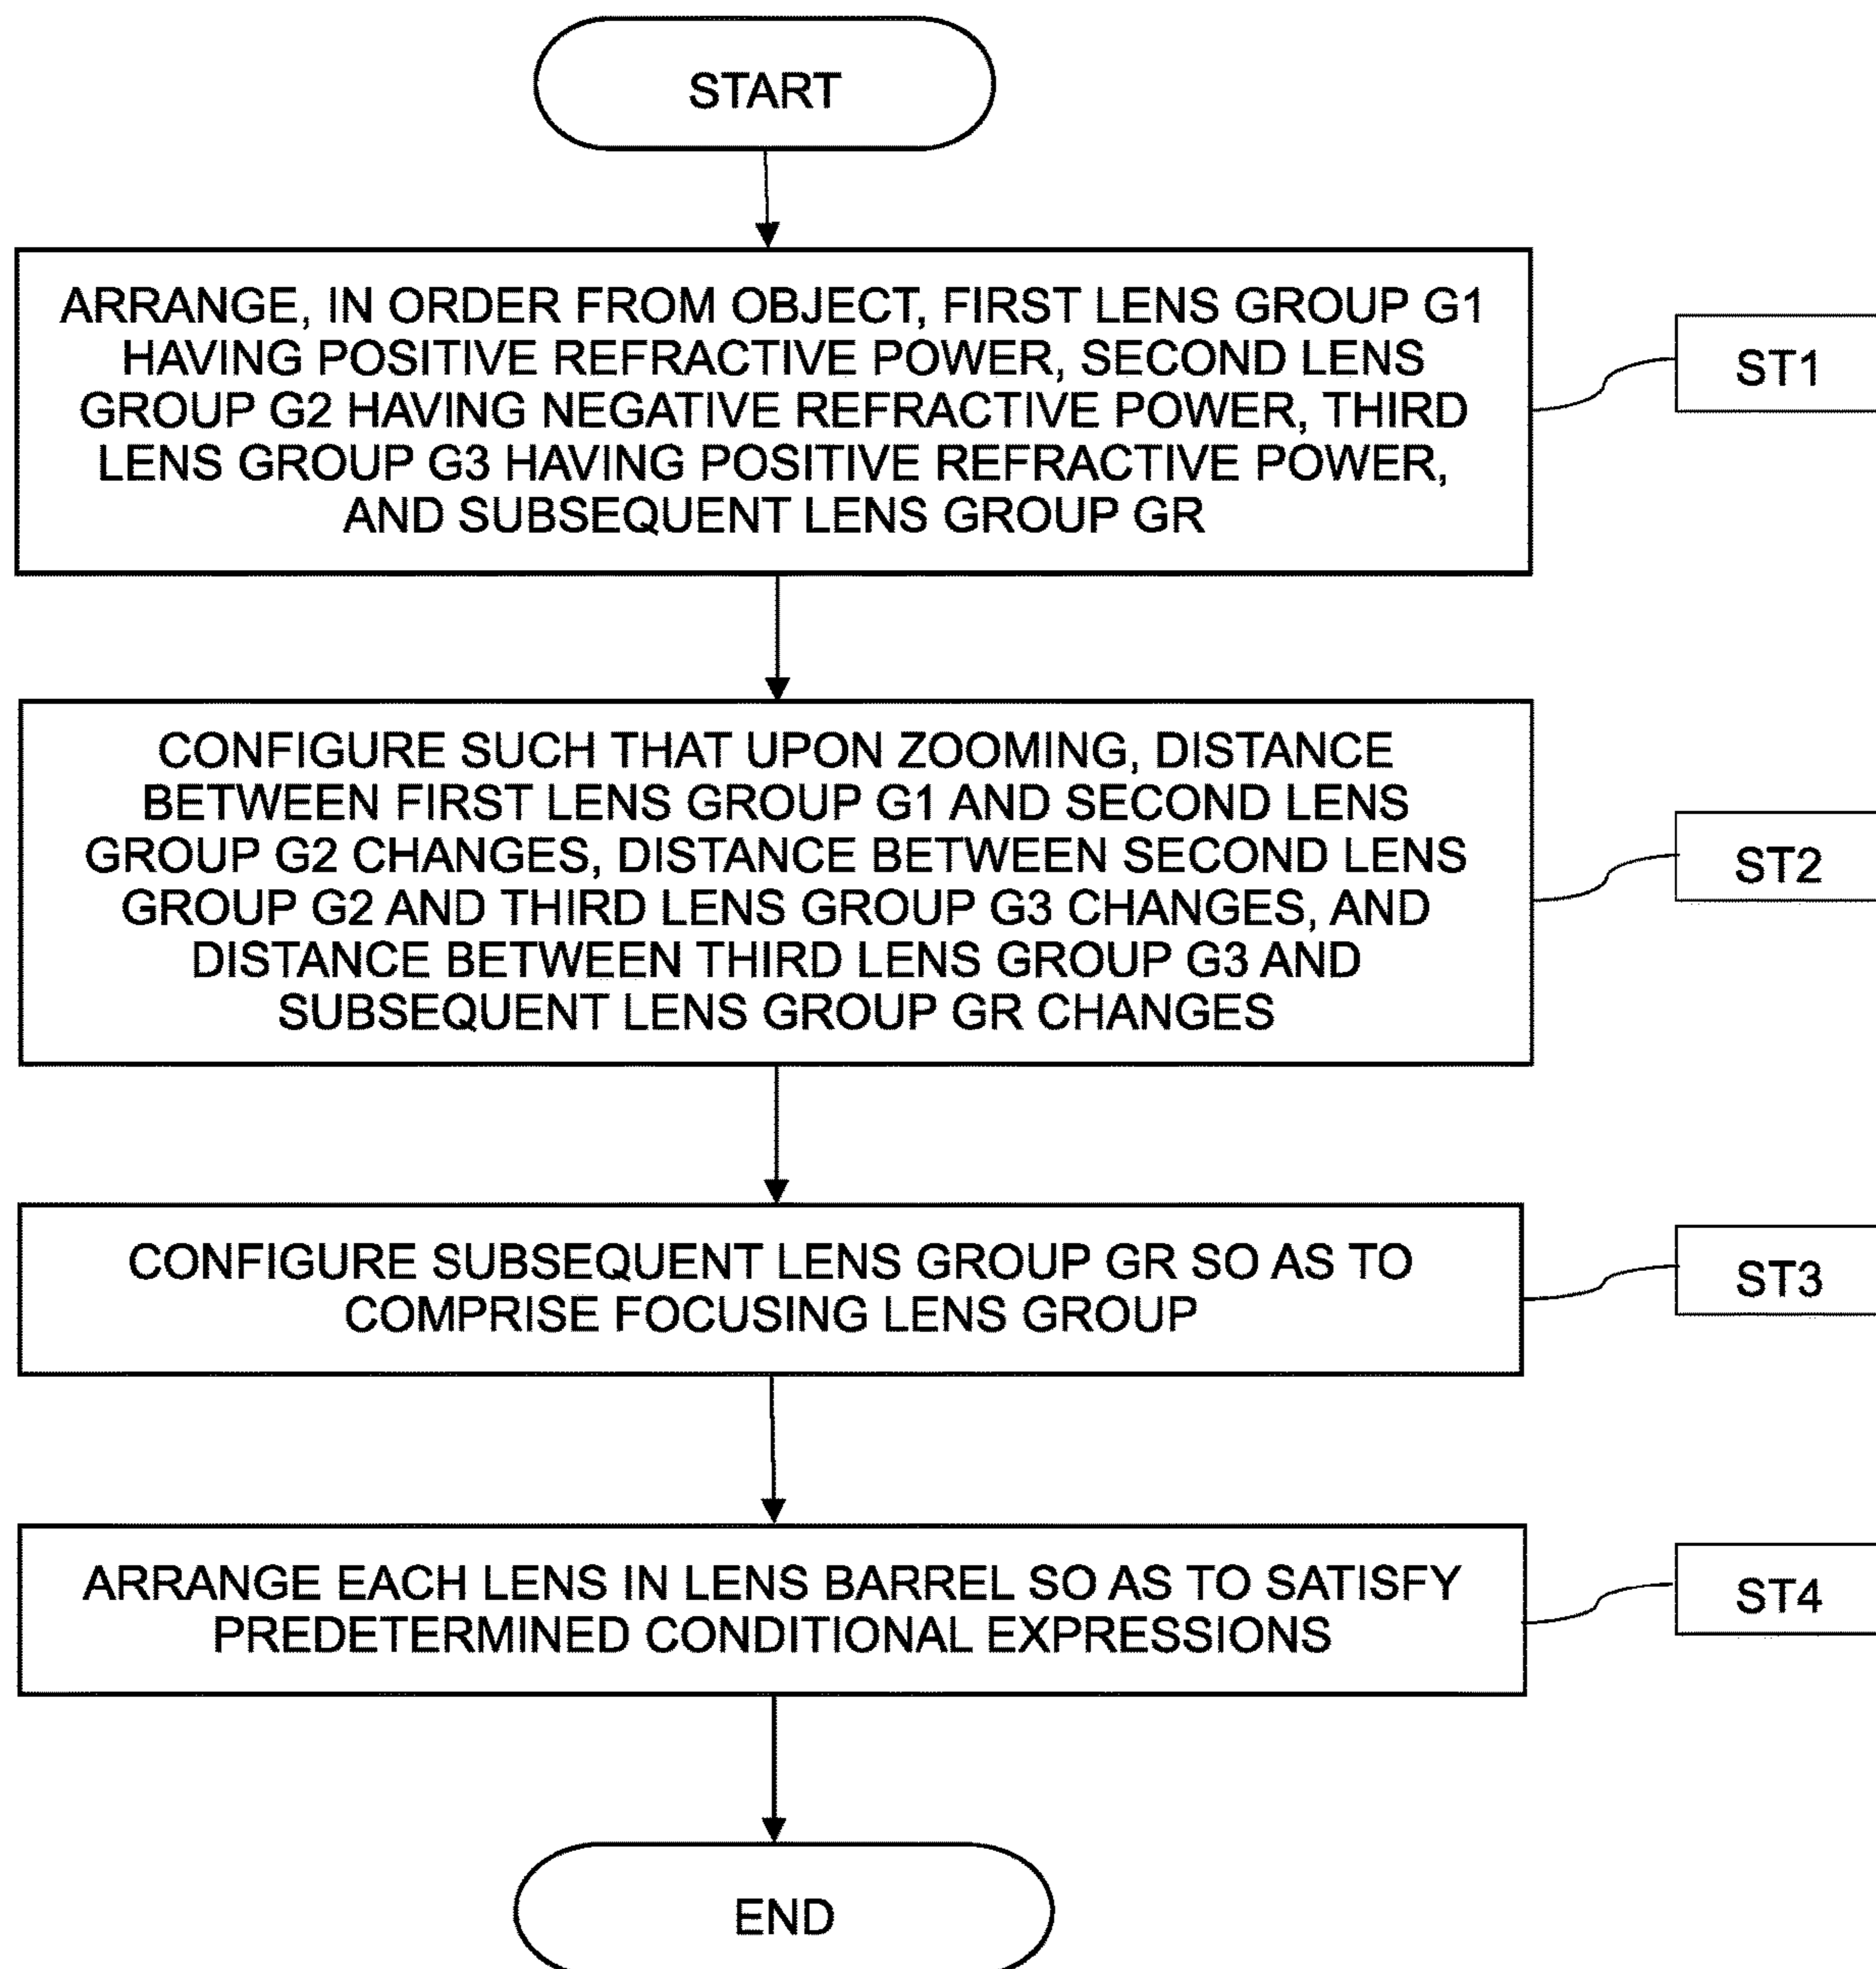 START
ARRANGE, IN ORDER FROM OBJECT, FIRST LENS GROUP G1
HAVING POSITIVE REFRACTIVE POWER, SECOND LENS
GROUP G2 HAVING NEGATIVE REFRACTIVE POWER, THIRD
LENS GROUP G3 HAVING POSITIVE REFRACTIVE POWER,
AND SUBSEQUENT LENS GROUP GR
ST1
CONFIGURE SUCH THAT UPON ZOOMING, DISTANCE
BETWEEN FIRST LENS GROUP G1 AND SECOND LENS
GROUP G2 CHANGES, DISTANCE BETWEEN SECOND LENS
GROUP G2 AND THIRD LENS GROUP G3 CHANGES, AND
DISTANCE BETWEEN THIRD LENS GROUP G3 AND
SUBSEQUENT LENS GROUP GR CHANGES
ST2
CONFIGURE SUBSEQUENT LENS GROUP GR SO AS TO
COMPRISE FOCUSING LENS GROUP
ST3
ARRANGE EACH LENS IN LENS BARREL SO AS TO SATISFY
PREDETERMINED CONDITIONAL EXPRESSIONS
ST4
END